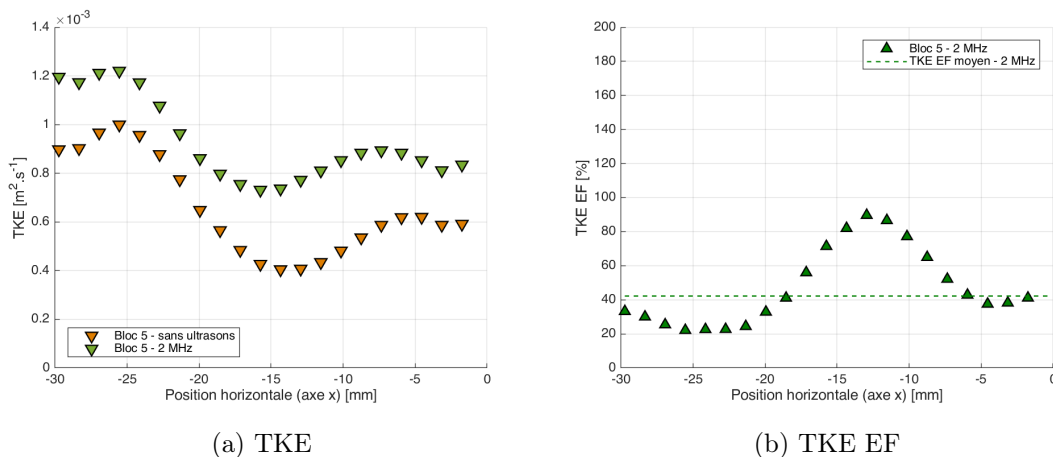 ×10⁻³
1.4
1.2
1
0.8
0.6
0.4
0.2
0
TKE [m².s⁻¹]
Bloc 5 - sans ultrasons
Bloc 5 - 2 MHz
-30 -25 -20 -15 -10 -5 0
Position horizontale (axe x) [mm]
(a) TKE
200
180
160
140
120
100
80
60
40
20
0
TKE EF [%]
Bloc 5 - 2 MHz
TKE EF moyen - 2 MHz
-30 -25 -20 -15 -10 -5 0
Position horizontale (axe x) [mm]
(b) TKE EF